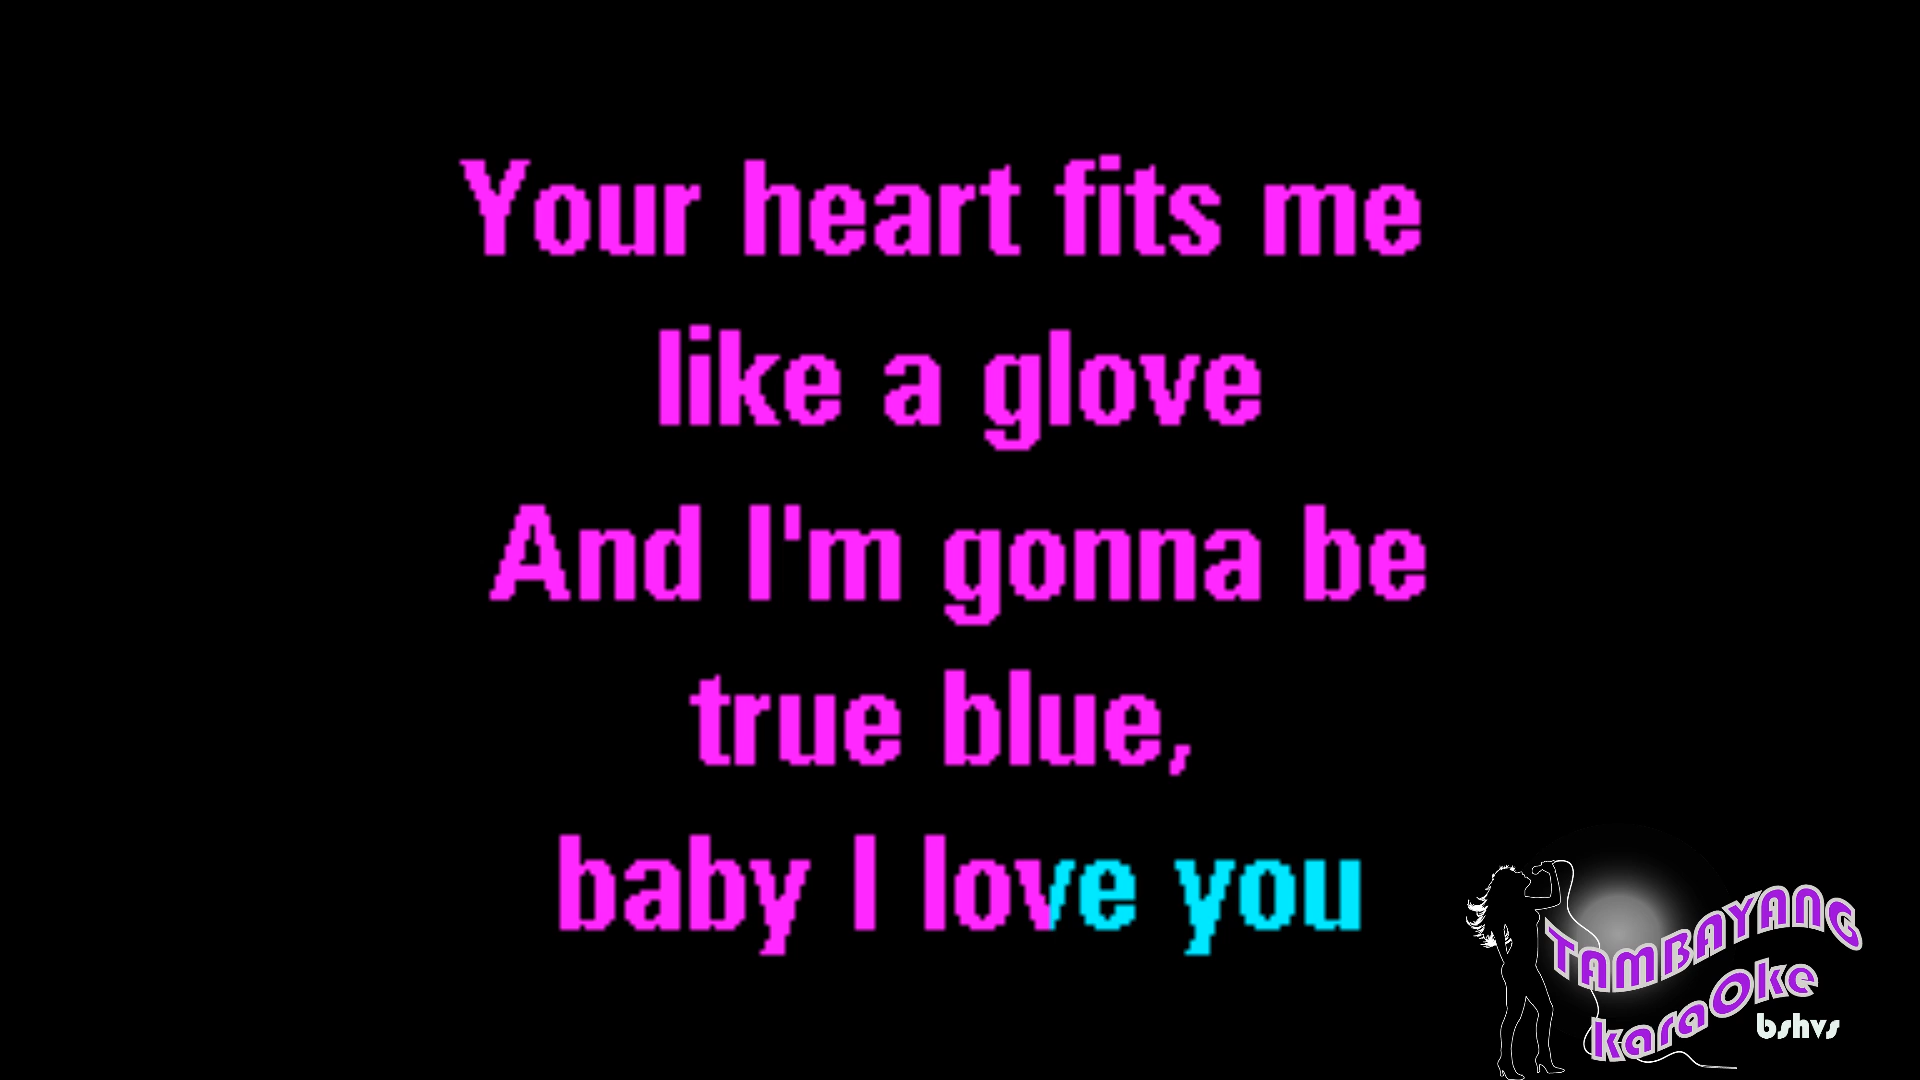 Your heart fits me
like a glove
And I'm gonna be
true blue,
baby I love you
TAMBAYANG
karaOke
bshvs